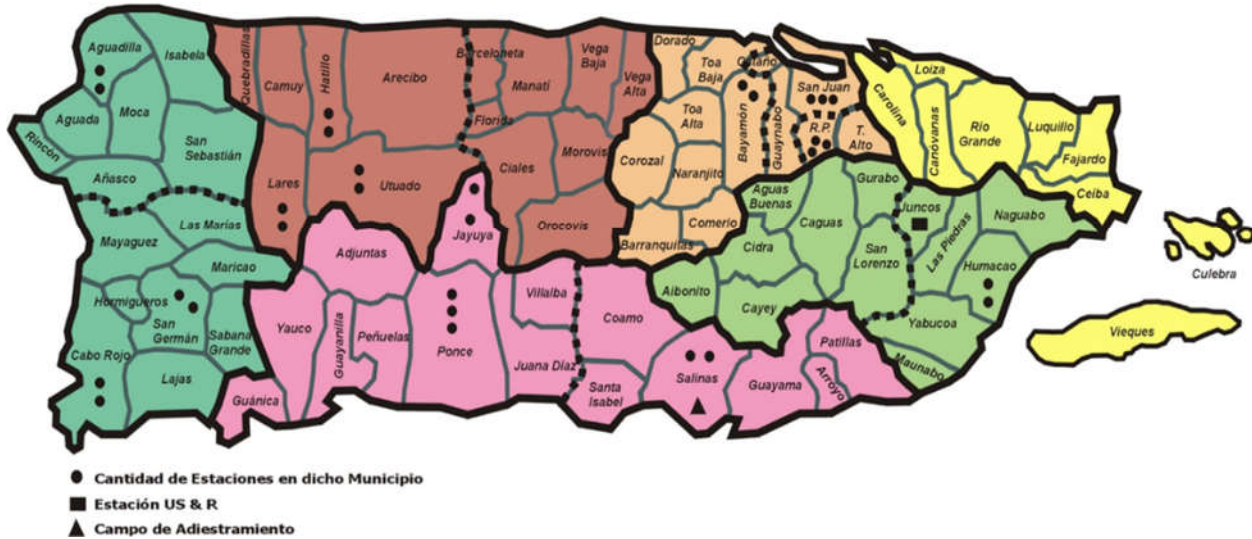 Aguadilla
Isabela
Moca
Aguada
Rincón
San
Sebastián
Añasco
Las Marías
Mayaguez
Maricao
Hormigueros
San
Germán
Sabana
Grande
Cabo Rojo
Lajas
Quebradillas
Camuy
Hatillo
Arecibo
Lares
Utuado
Barceloneta
Manatí
Vega
Baja
Vega
Alta
Florida
Ciales
Morovis
Orocovis
Dorado
Toa
Baja
Cataño
Toa
Alta
Bayamón
Guaynabo
San Juan
R.P.
T.
Alto
Corozal
Naranjito
Comerío
Barranquitas
Carolina
Loiza
Canóvanas
Río
Grande
Luquillo
Fajardo
Ceiba
Culebra
Vieques
Aguas
Buenas
Gurabo
Caguas
Cidra
San
Lorenzo
Juncos
Las Piedras
Naguabo
Humacao
Aibonito
Cayey
Yabucoa
Maunabo
Jayuya
Adjuntas
Yauco
Guayanilla
Peñuelas
Ponce
Villalba
Juana Díaz
Guánica
Coamo
Santa
Isabel
Salinas
Guayama
Patillas
Arroyo
Cantidad de Estaciones en dicho Municipio
Estación US & R
Campo de Adiestramiento